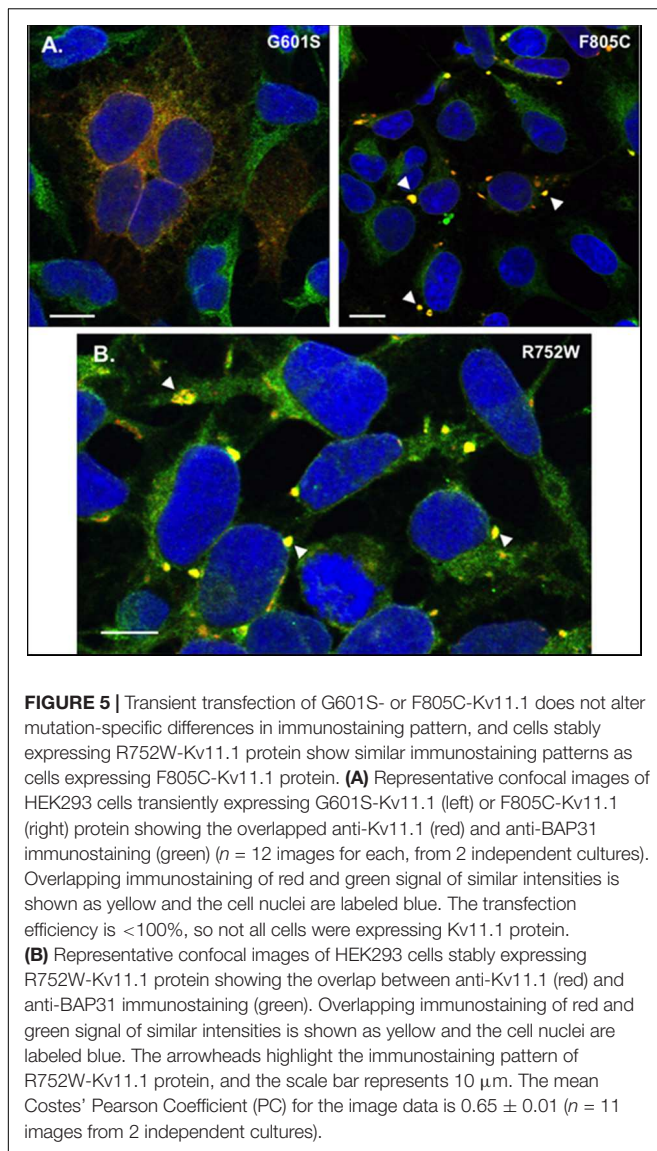 A.
G601S
F805C
B.
R752W
FIGURE 5 | Transient transfection of G601S- or F805C-Kv11.1 does not alter
mutation-specific differences in immunostaining pattern, and cells stably
expressing R752W-Kv11.1 protein show similar immunostaining patterns as
cells expressing F805C-Kv11.1 protein. (A) Representative confocal images of
HEK293 cells transiently expressing G601S-Kv11.1 (left) or F805C-Kv11.1
(right) protein showing the overlapped anti-Kv11.1 (red) and anti-BAP31
immunostaining (green) (n = 12 images for each, from 2 independent cultures).
Overlapping immunostaining of red and green signal of similar intensities is
shown as yellow and the cell nuclei are labeled blue. The transfection
efficiency is <100%, so not all cells were expressing Kv11.1 protein.
(B) Representative confocal images of HEK293 cells stably expressing
R752W-Kv11.1 protein showing the overlap between anti-Kv11.1 (red) and
anti-BAP31 immunostaining (green). Overlapping immunostaining of red and
green signal of similar intensities is shown as yellow and the cell nuclei are
labeled blue. The arrowheads highlight the immunostaining pattern of
R752W-Kv11.1 protein, and the scale bar represents 10 μm. The mean
Costes' Pearson Coefficient (PC) for the image data is 0.65 ± 0.01 (n = 11
images from 2 independent cultures).